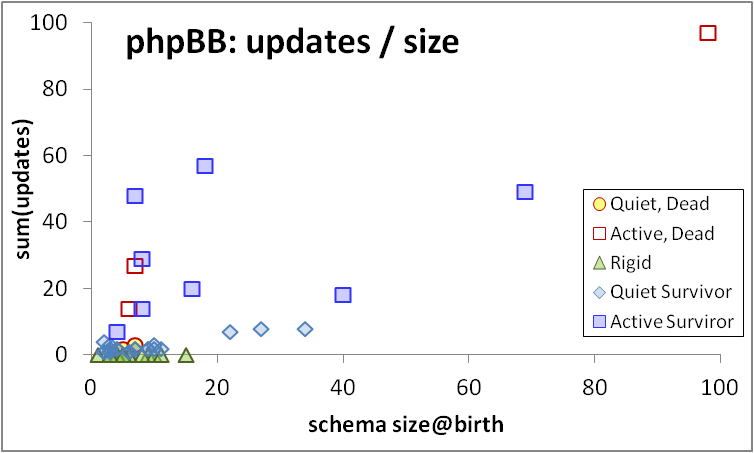 phpBB: updates / size
100
80
60
40
20
0
sum(updates)
0 20 40 60 80 100
schema size@birth
Quiet, Dead
Active, Dead
Rigid
Quiet Survivor
Active Surviror